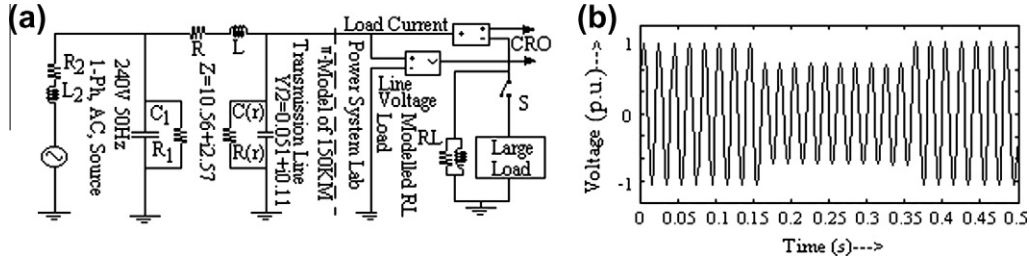 (a)
Load Current
CRO
R2
L2
240V 50Hz
1-Ph, AC, Source
C1
R1
R
L
Z=10.56+i2.57
C(r)
R(r)
Transmission Line
Y/2=0.051+i0.11
π-Model of 150KM
Power System Lab
Line Voltage
Modelled RL
Load
RL
S
Large
Load
(b)
Voltage (p.u.)--->
1
0
-1
0 0.05 0.1 0.15 0.2 0.25 0.3 0.35 0.4 0.45 0.5
Time (s)--->